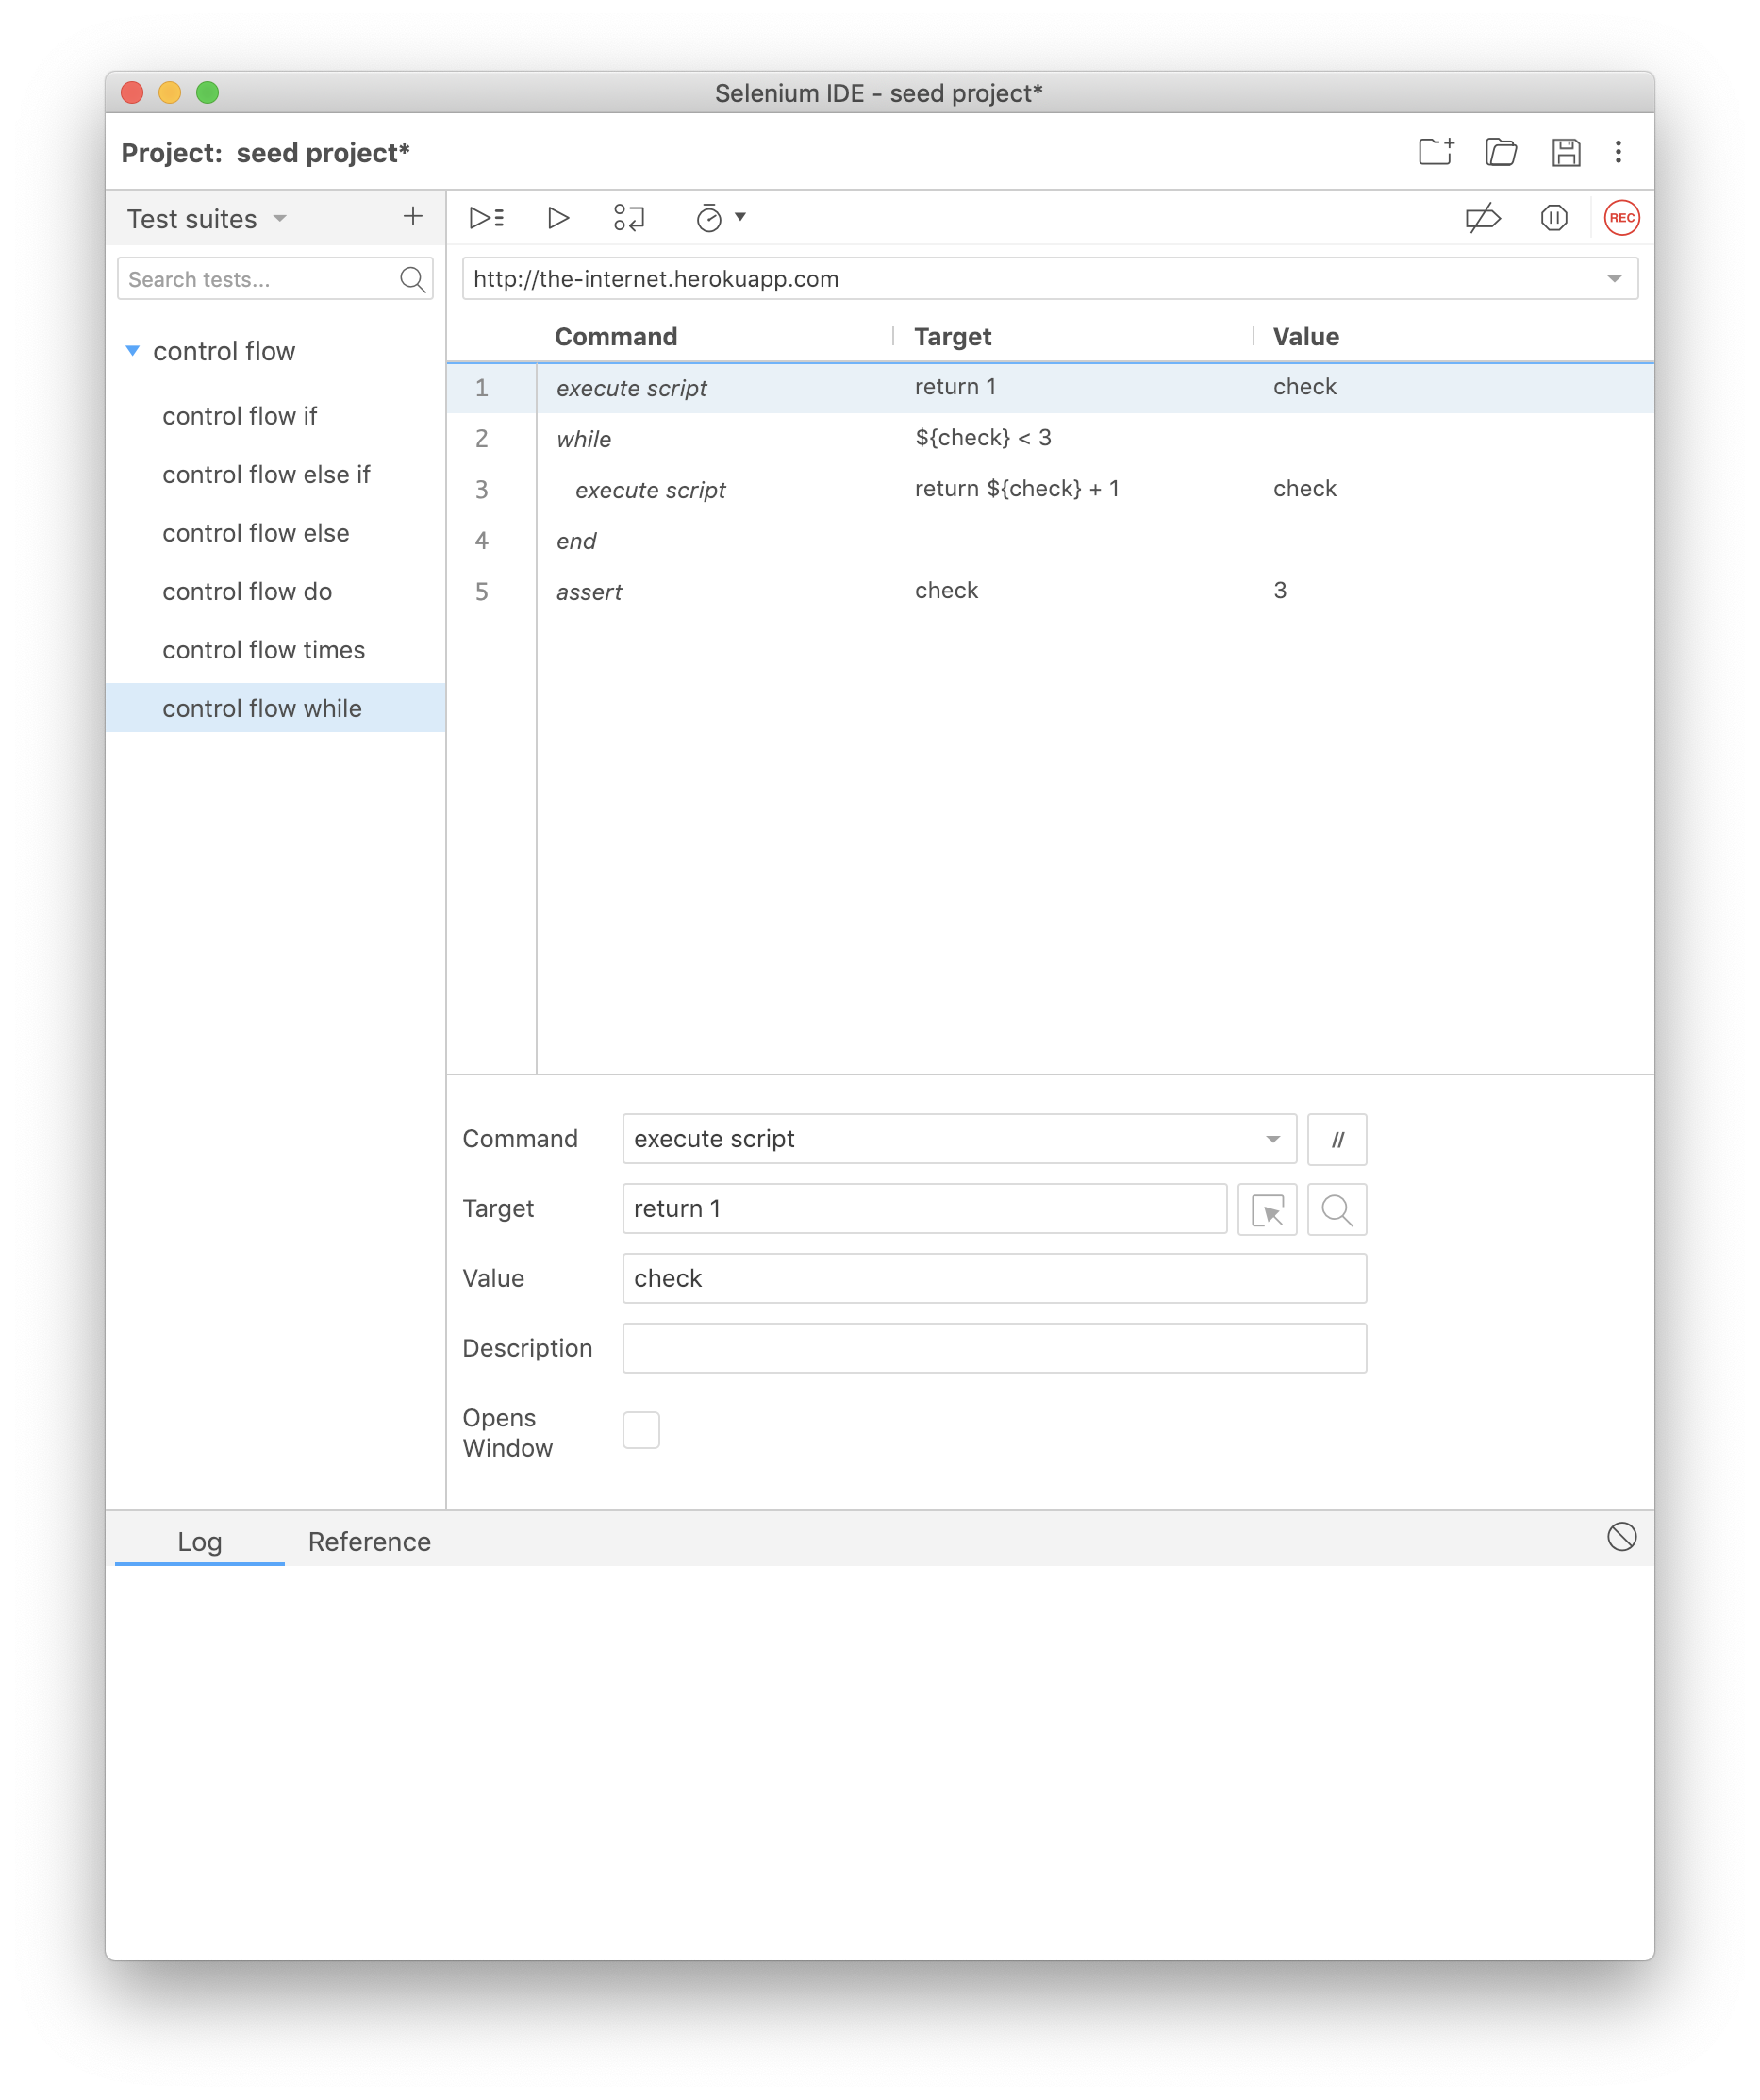 Selenium IDE - seed project*
Project: seed project*
Test suites
+
REC
Search tests...
http://the-internet.herokuapp.com
Command Target Value
control flow
control flow if
control flow else if
control flow else
control flow do
control flow times
control flow while
1 execute script return 1 check
2 while ${check} < 3
3 execute script return ${check} + 1 check
4 end
5 assert check 3
Command execute script //
Target return 1
Value check
Description
Opens
Window
Log Reference